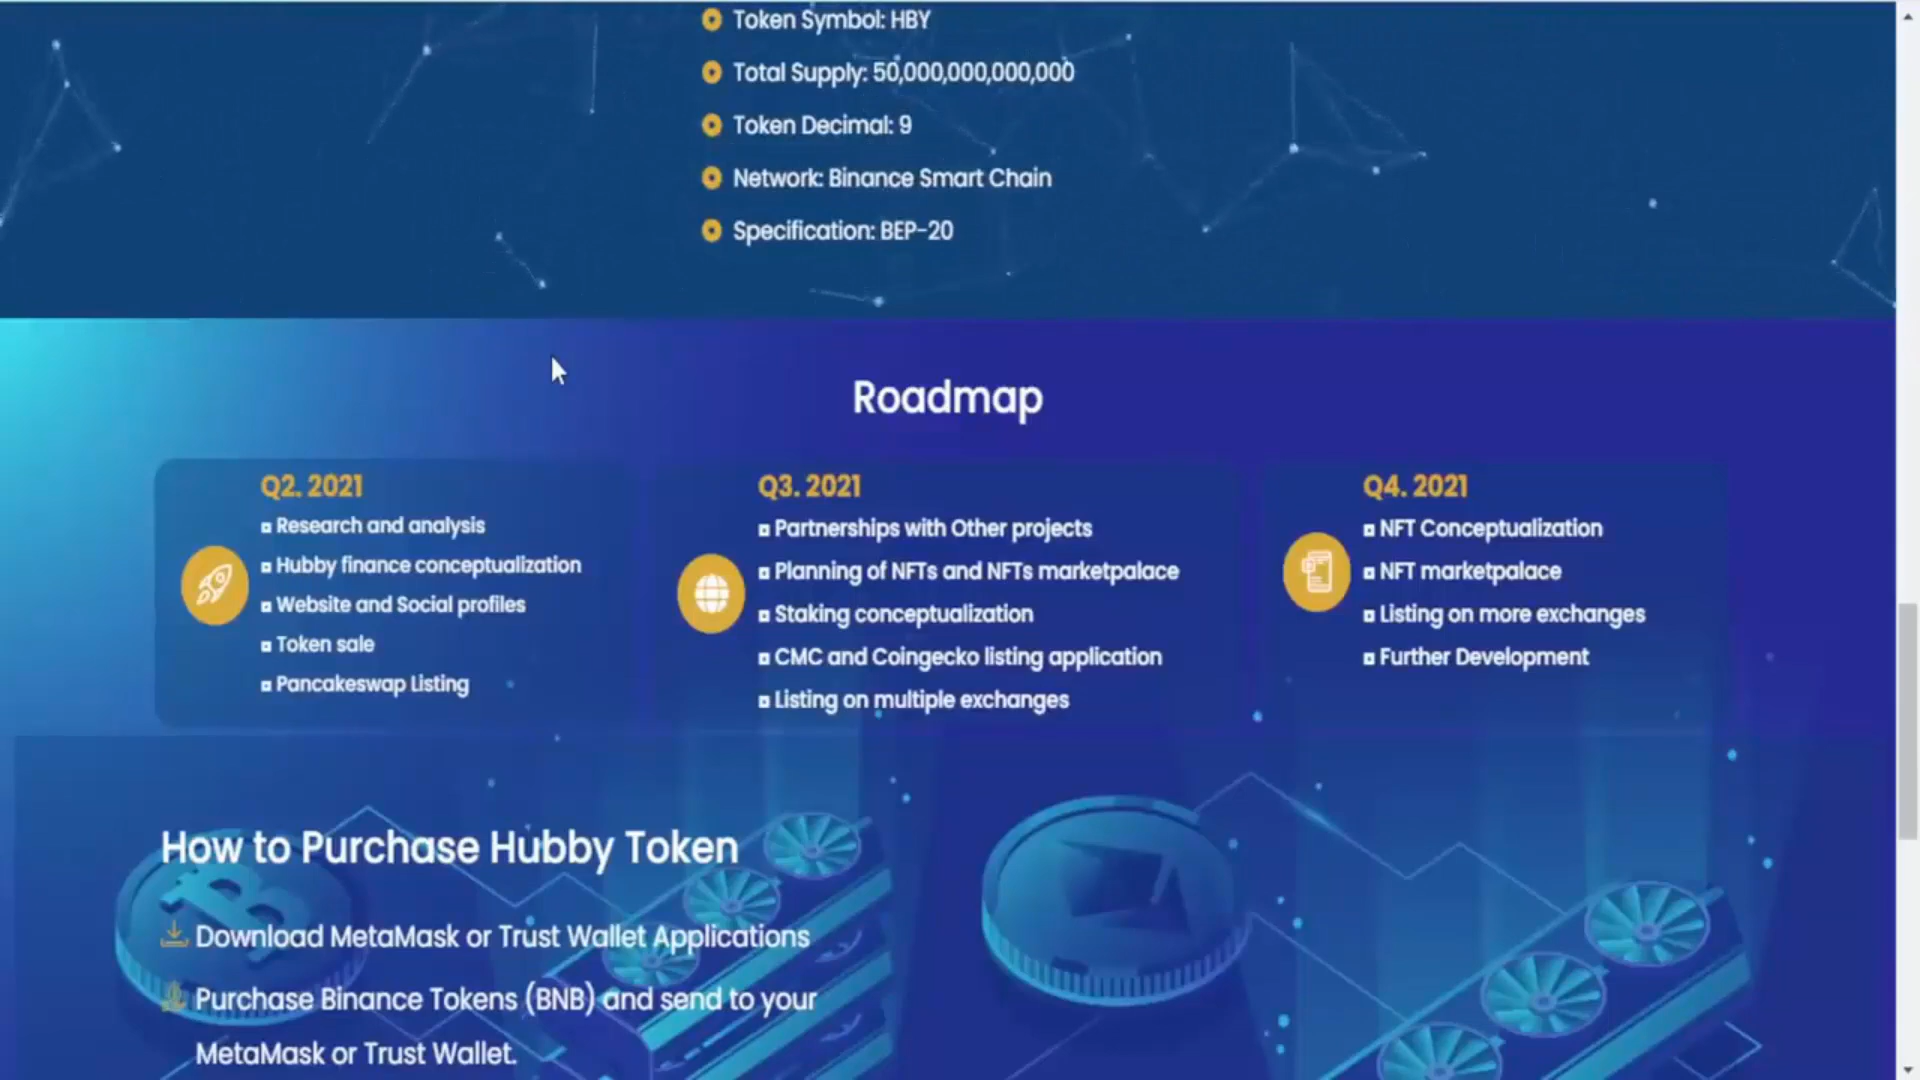 Token Symbol: HBY
Total Supply: 50,000,000,000,000
Token Decimal: 9
Network: Binance Smart Chain
Specification: BEP-20
Roadmap
Q2. 2021
Research and analysis
Hubby finance conceptualization
Website and Social profiles
Token sale
Pancakeswap Listing
Q3. 2021
Partnerships with Other projects
Planning of NFTs and NFTs marketpalace
Staking conceptualization
CMC and Coingecko listing application
Listing on multiple exchanges
Q4. 2021
NFT Conceptualization
NFT marketpalace
Listing on more exchanges
Further Development
How to Purchase Hubby Token
Download MetaMask or Trust Wallet Applications
Purchase Binance Tokens (BNB) and send to your
MetaMask or Trust Wallet.